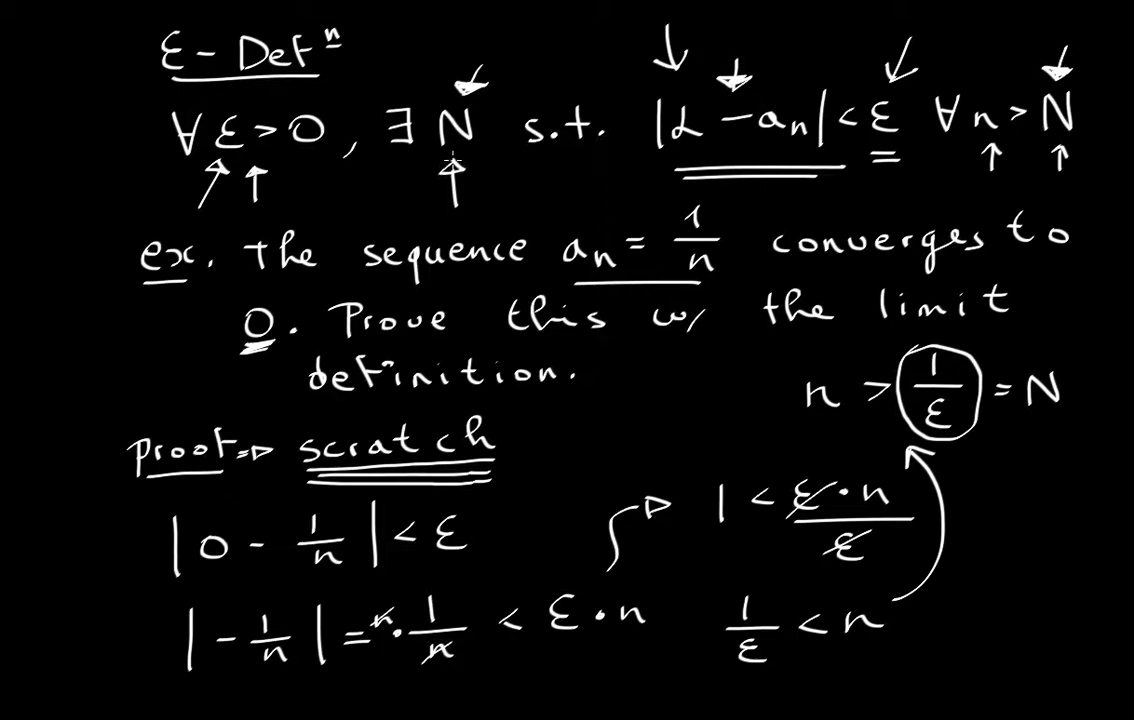 ε - Defⁿ
∀ ε > 0, ∃ N s.t. |L - aₙ| < ε ∀ n > N
ex. the sequence aₙ = 1/n converges to
0. Prove this w/ the limit
definition.
n > 1/ε = N
Proof ⇒ scratch
|0 - 1/n| < ε
|-1/n| = n · 1/n < ε · n
1 < ε · n / ε
1/ε < n